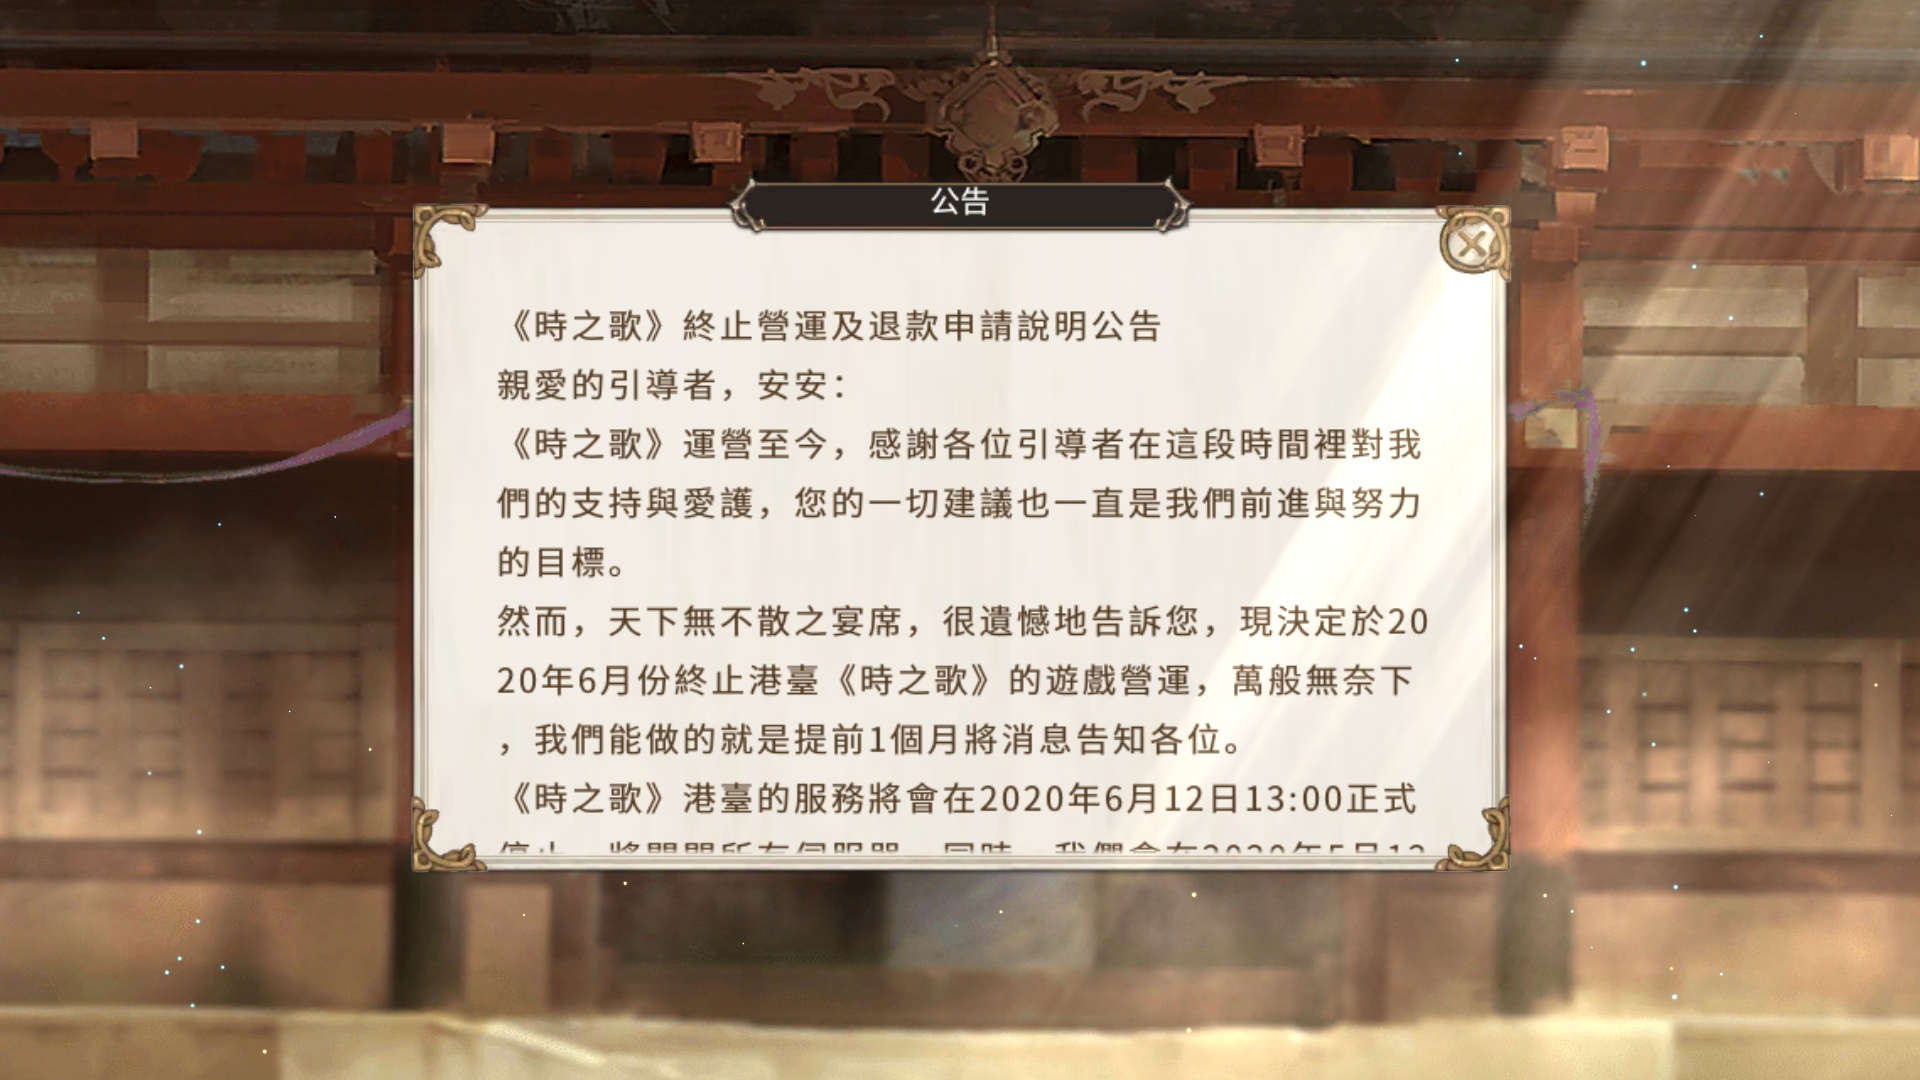 公告
《時之歌》終止營運及退款申請說明公告
親愛的引導者，安安：
《時之歌》運營至今，感謝各位引導者在這段時間裡對我
們的支持與愛護，您的一切建議也一直是我們前進與努力
的目標。
然而，天下無不散之宴席，很遺憾地告訴您，現決定於20
20年6月份終止港臺《時之歌》的遊戲營運，萬般無奈下
，我們能做的就是提前1個月將消息告知各位。
《時之歌》港臺的服務將會在2020年6月12日13:00正式